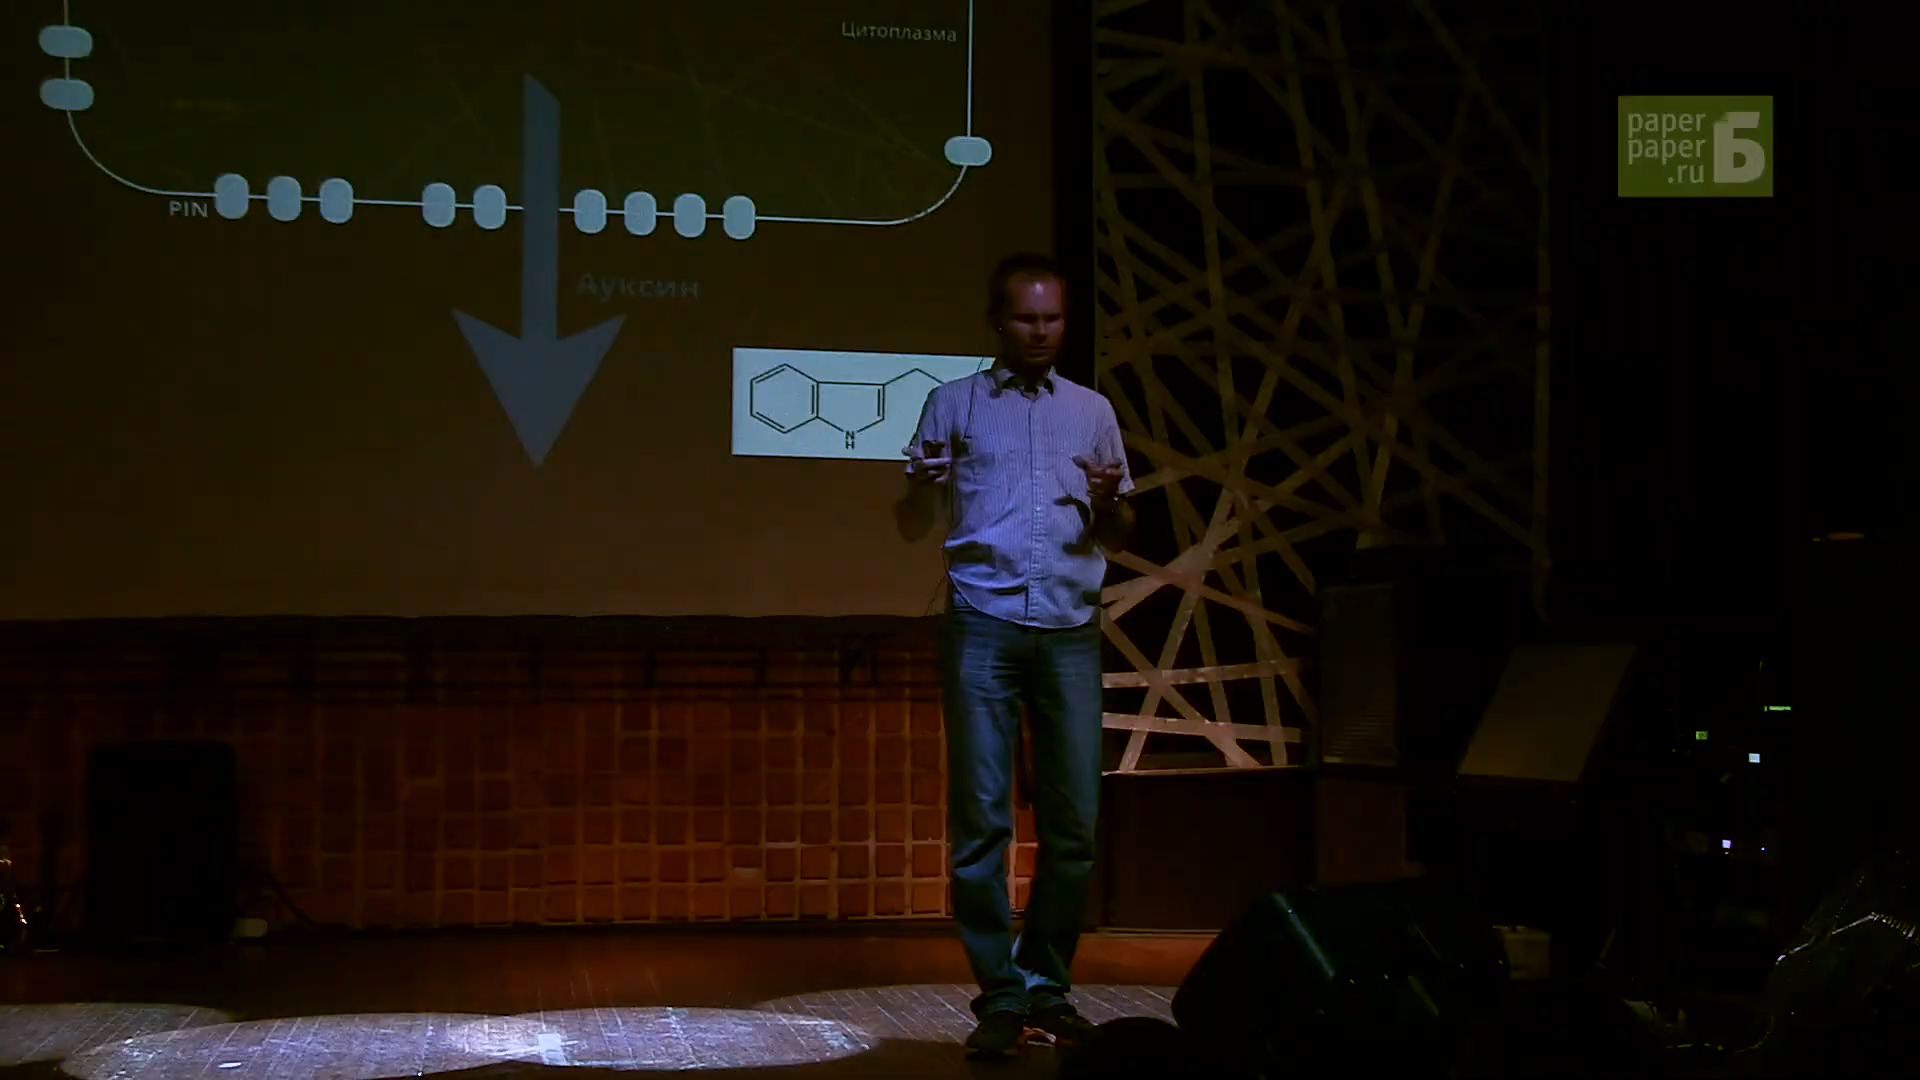 Цитоплазма
PIN
Ауксин
N
H
paper
paper
.ru
Б